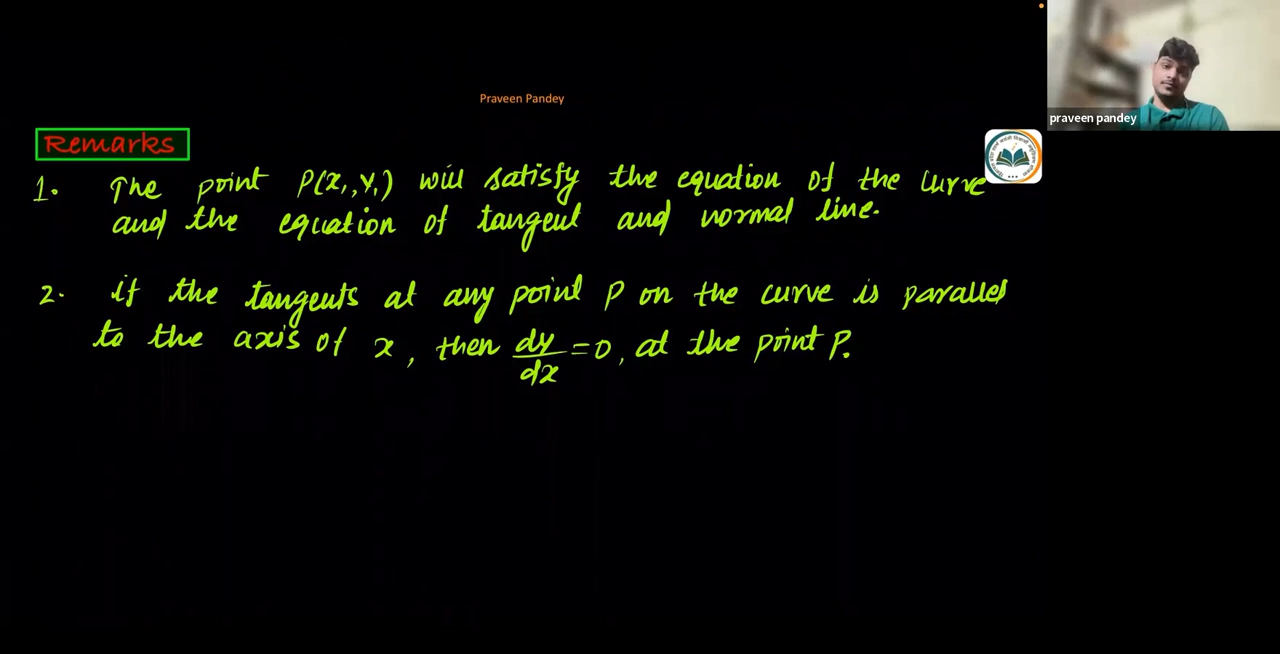 Praveen Pandey
praveen pandey
Remarks
1. The point P(x₁, y₁) will satisfy the equation of the curve
and the equation of tangent and normal line.
2. if the tangents at any point P on the curve is parallel
to the axis of x, then dy/dx = 0, at the point P.